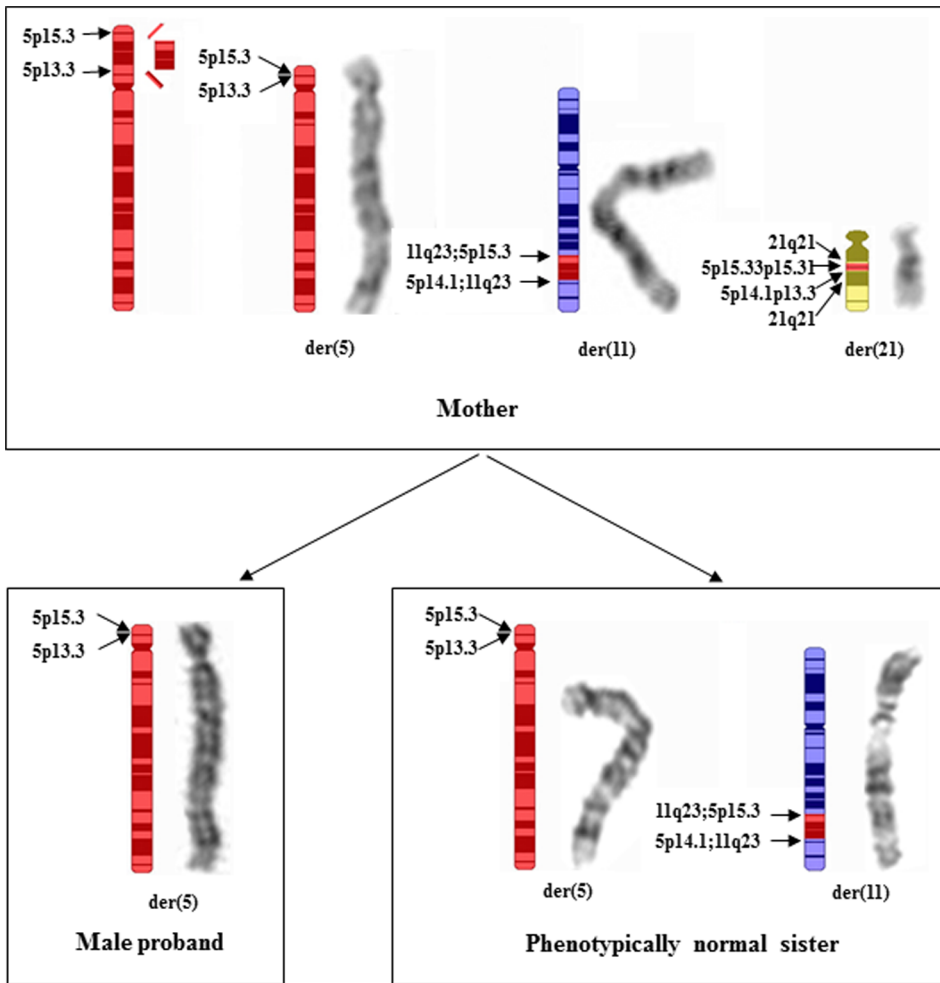 5p15.3
5p13.3
5p15.3
5p13.3
der(5)
11q23;5p15.3
5p14.1;11q23
der(11)
21q21
5p15.33p15.31
5p14.1p13.3
21q21
der(21)
Mother
5p15.3
5p13.3
der(5)
Male proband
5p15.3
5p13.3
der(5)
11q23;5p15.3
5p14.1;11q23
der(11)
Phenotypically normal sister